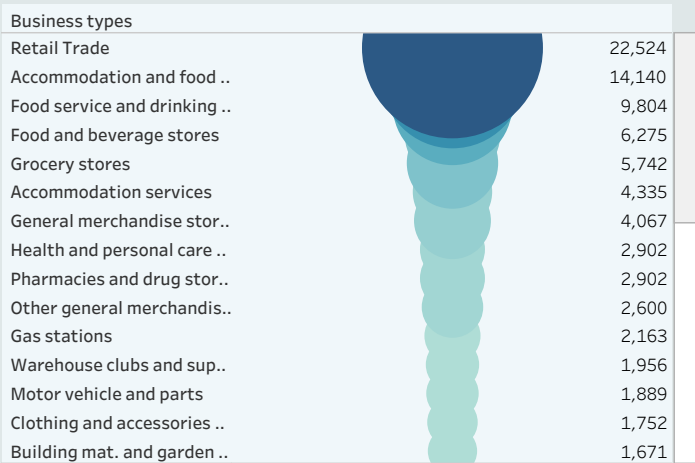 Business types
Retail Trade 22,524
Accommodation and food .. 14,140
Food service and drinking .. 9,804
Food and beverage stores 6,275
Grocery stores 5,742
Accommodation services 4,335
General merchandise stor.. 4,067
Health and personal care .. 2,902
Pharmacies and drug stor.. 2,902
Other general merchandis.. 2,600
Gas stations 2,163
Warehouse clubs and sup.. 1,956
Motor vehicle and parts 1,889
Clothing and accessories .. 1,752
Building mat. and garden .. 1,671